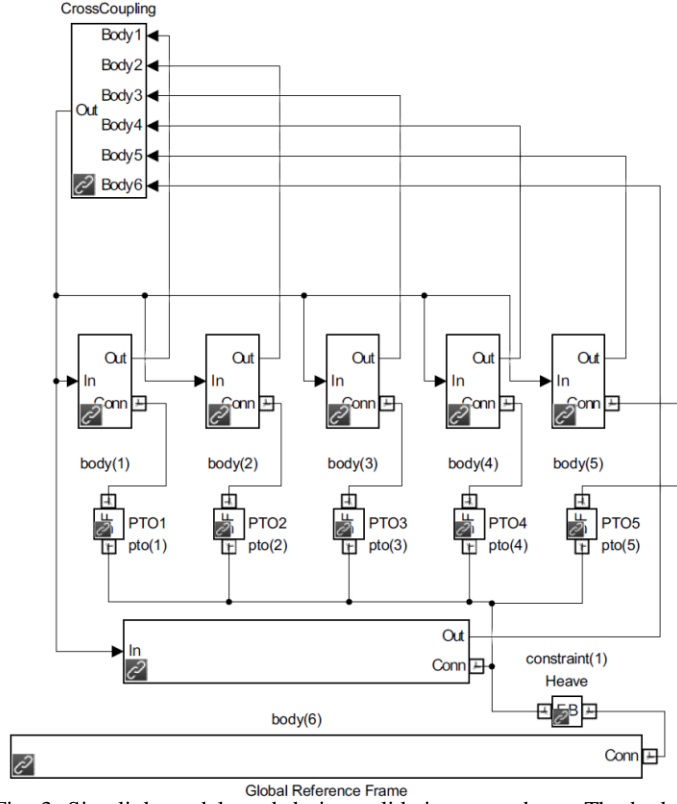 CrossCoupling
Body1
Body2
Body3
Out
Body4
Body5
Body6
Out Out Out Out Out
In In In In In
Conn Conn Conn Conn Conn
body(1) body(2) body(3) body(4) body(5)
PTO1 PTO2 PTO3 PTO4 PTO5
pto(1) pto(2) pto(3) pto(4) pto(5)
Out
In
Conn
constraint(1)
Heave
body(6)
Conn
Global Reference Frame